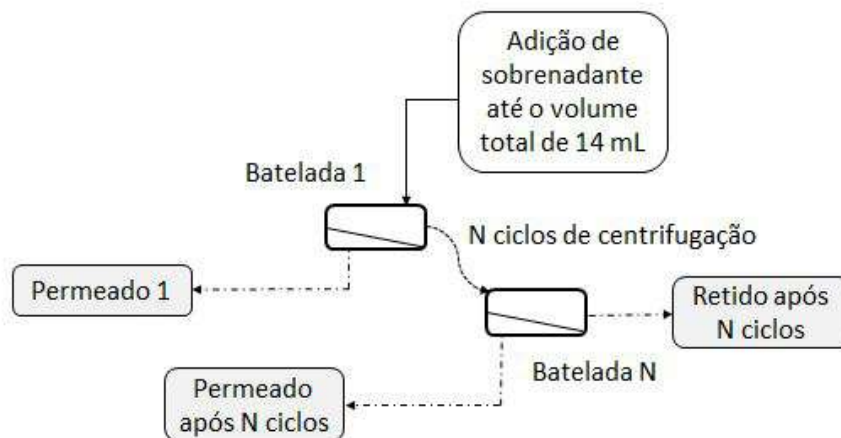 Adição de
sobrenadante
até o volume
total de 14 mL
Batelada 1
N ciclos de centrifugação
Permeado 1
Retido após
N ciclos
Batelada N
Permeado
após N ciclos